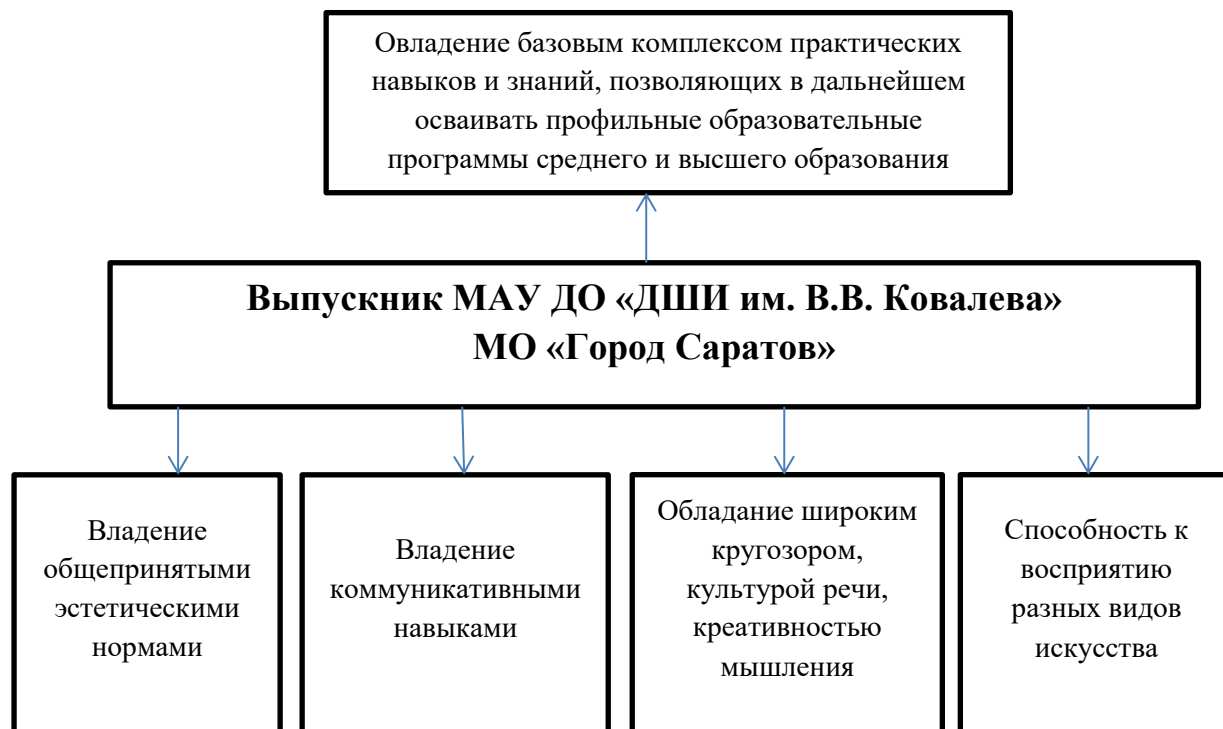 Овладение базовым комплексом практических
навыков и знаний, позволяющих в дальнейшем
осваивать профильные образовательные
программы среднего и высшего образования
Выпускник МАУ ДО «ДШИ им. В.В. Ковалева»
МО «Город Саратов»
Владение
общепринятыми
эстетическими
нормами
Владение
коммуникативными
навыками
Обладание широким
кругозором,
культурой речи,
креативностью
мышления
Способность к
восприятию
разных видов
искусства